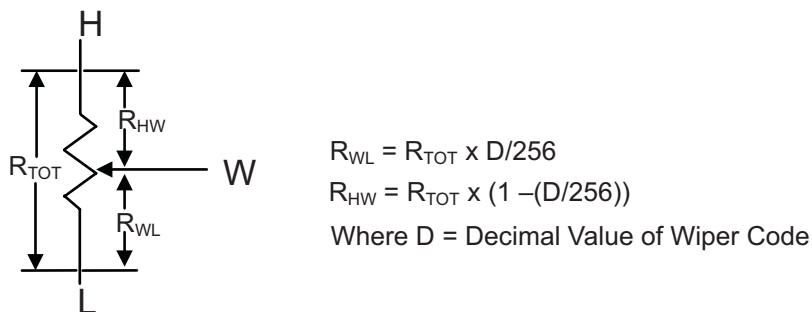 H
R_HW
R_TOT
W
R_WL
L
R_WL = R_TOT x D/256
R_HW = R_TOT x (1 –(D/256))
Where D = Decimal Value of Wiper Code